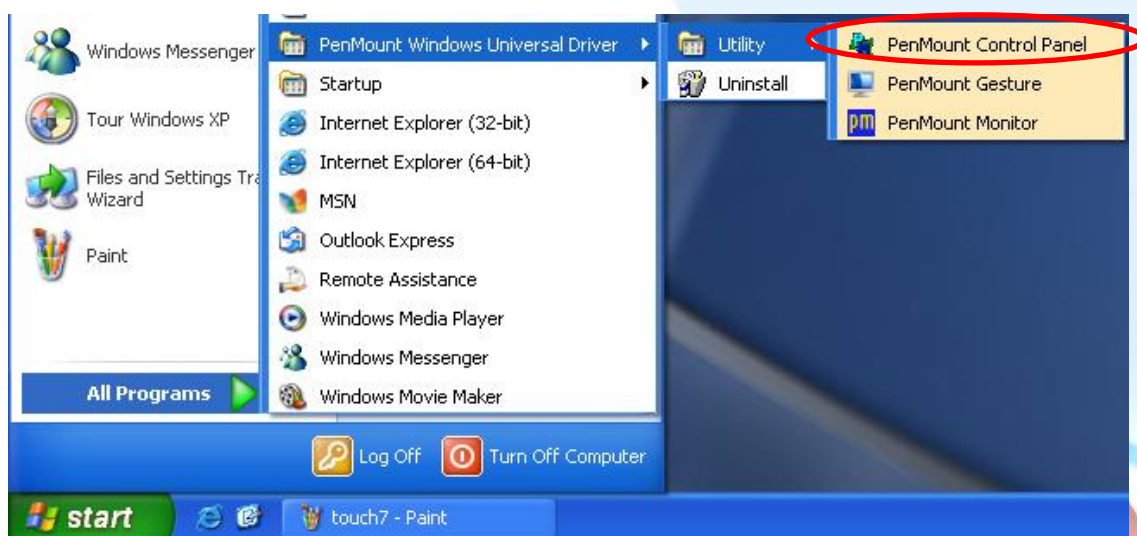 Windows Messenger
Tour Windows XP
Files and Settings Tra
Wizard
Paint
All Programs
PenMount Windows Universal Driver
Startup
Internet Explorer (32-bit)
Internet Explorer (64-bit)
MSN
Outlook Express
Remote Assistance
Windows Media Player
Windows Messenger
Windows Movie Maker
Utility
Uninstall
PenMount Control Panel
PenMount Gesture
pm PenMount Monitor
Log Off Turn Off Computer
start touch7 - Paint